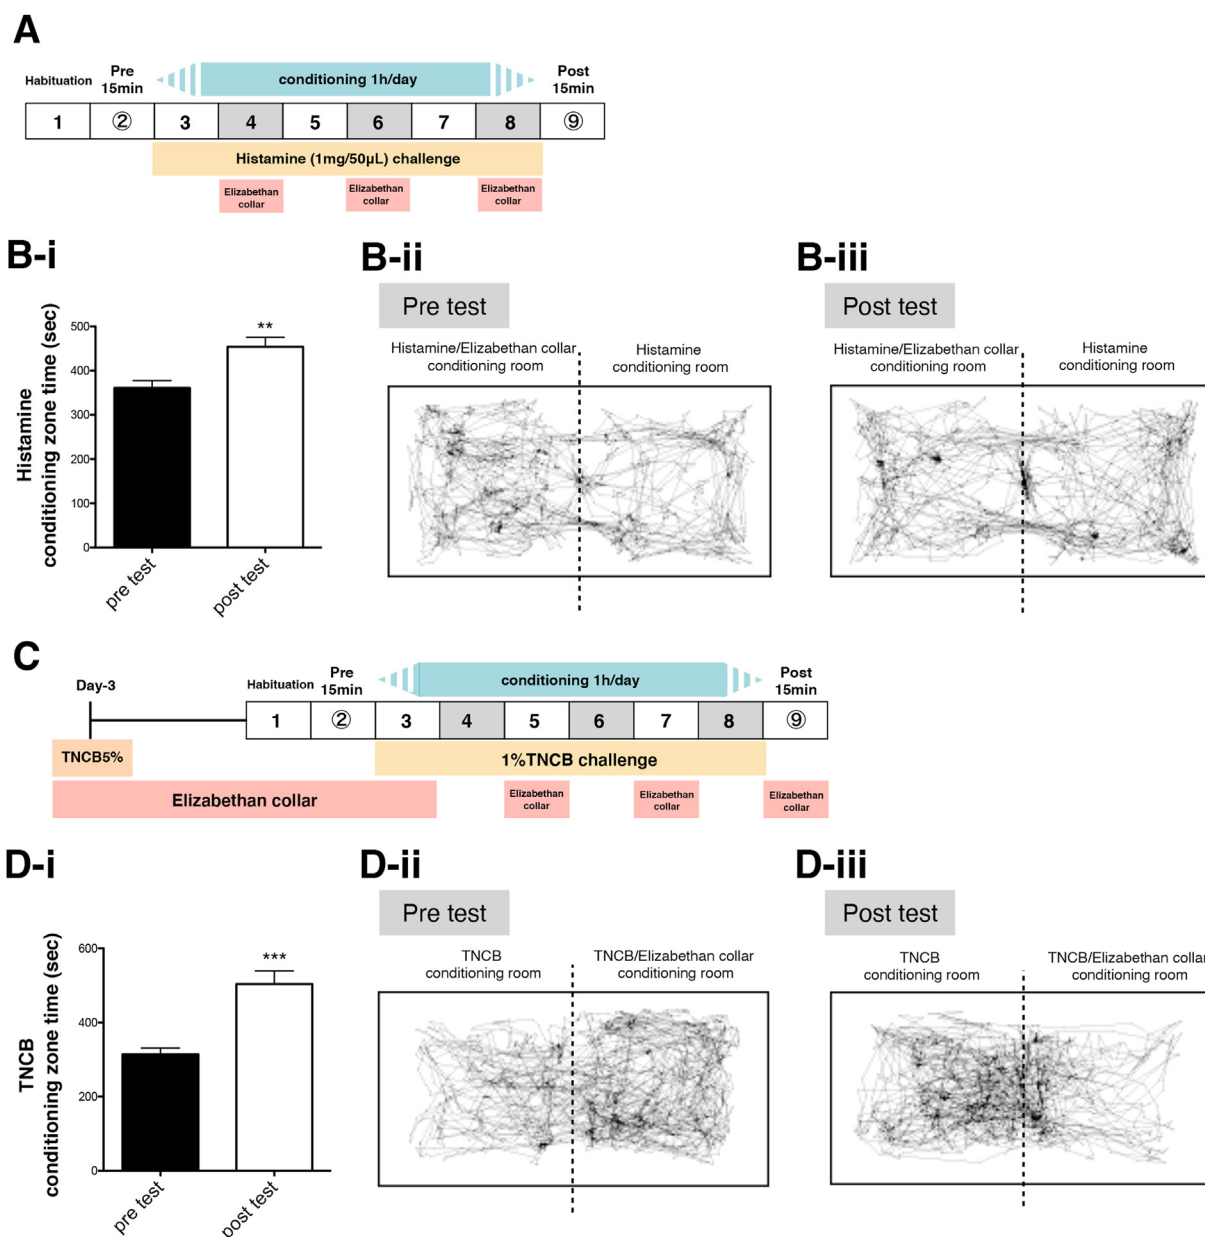 A
Habituation
Pre
15min
conditioning 1h/day
Post
15min
1 ② 3 4 5 6 7 8 ⑨
Histamine (1mg/50μL) challenge
Elizabethan
collar
Elizabethan
collar
Elizabethan
collar
B-i
Histamine
conditioning zone time (sec)
500
400
300
200
100
0
**
pre test
post test
B-ii
Pre test
Histamine/Elizabethan collar
conditioning room
Histamine
conditioning room
B-iii
Post test
Histamine/Elizabethan collar
conditioning room
Histamine
conditioning room
C
Day-3
Habituation
Pre
15min
conditioning 1h/day
Post
15min
1 ② 3 4 5 6 7 8 ⑨
TNCB5%
1%TNCB challenge
Elizabethan collar
Elizabethan
collar
Elizabethan
collar
Elizabethan
collar
D-i
TNCB
conditioning zone time (sec)
600
400
200
0
***
pre test
post test
D-ii
Pre test
TNCB
conditioning room
TNCB/Elizabethan collar
conditioning room
D-iii
Post test
TNCB
conditioning room
TNCB/Elizabethan collar
conditioning room